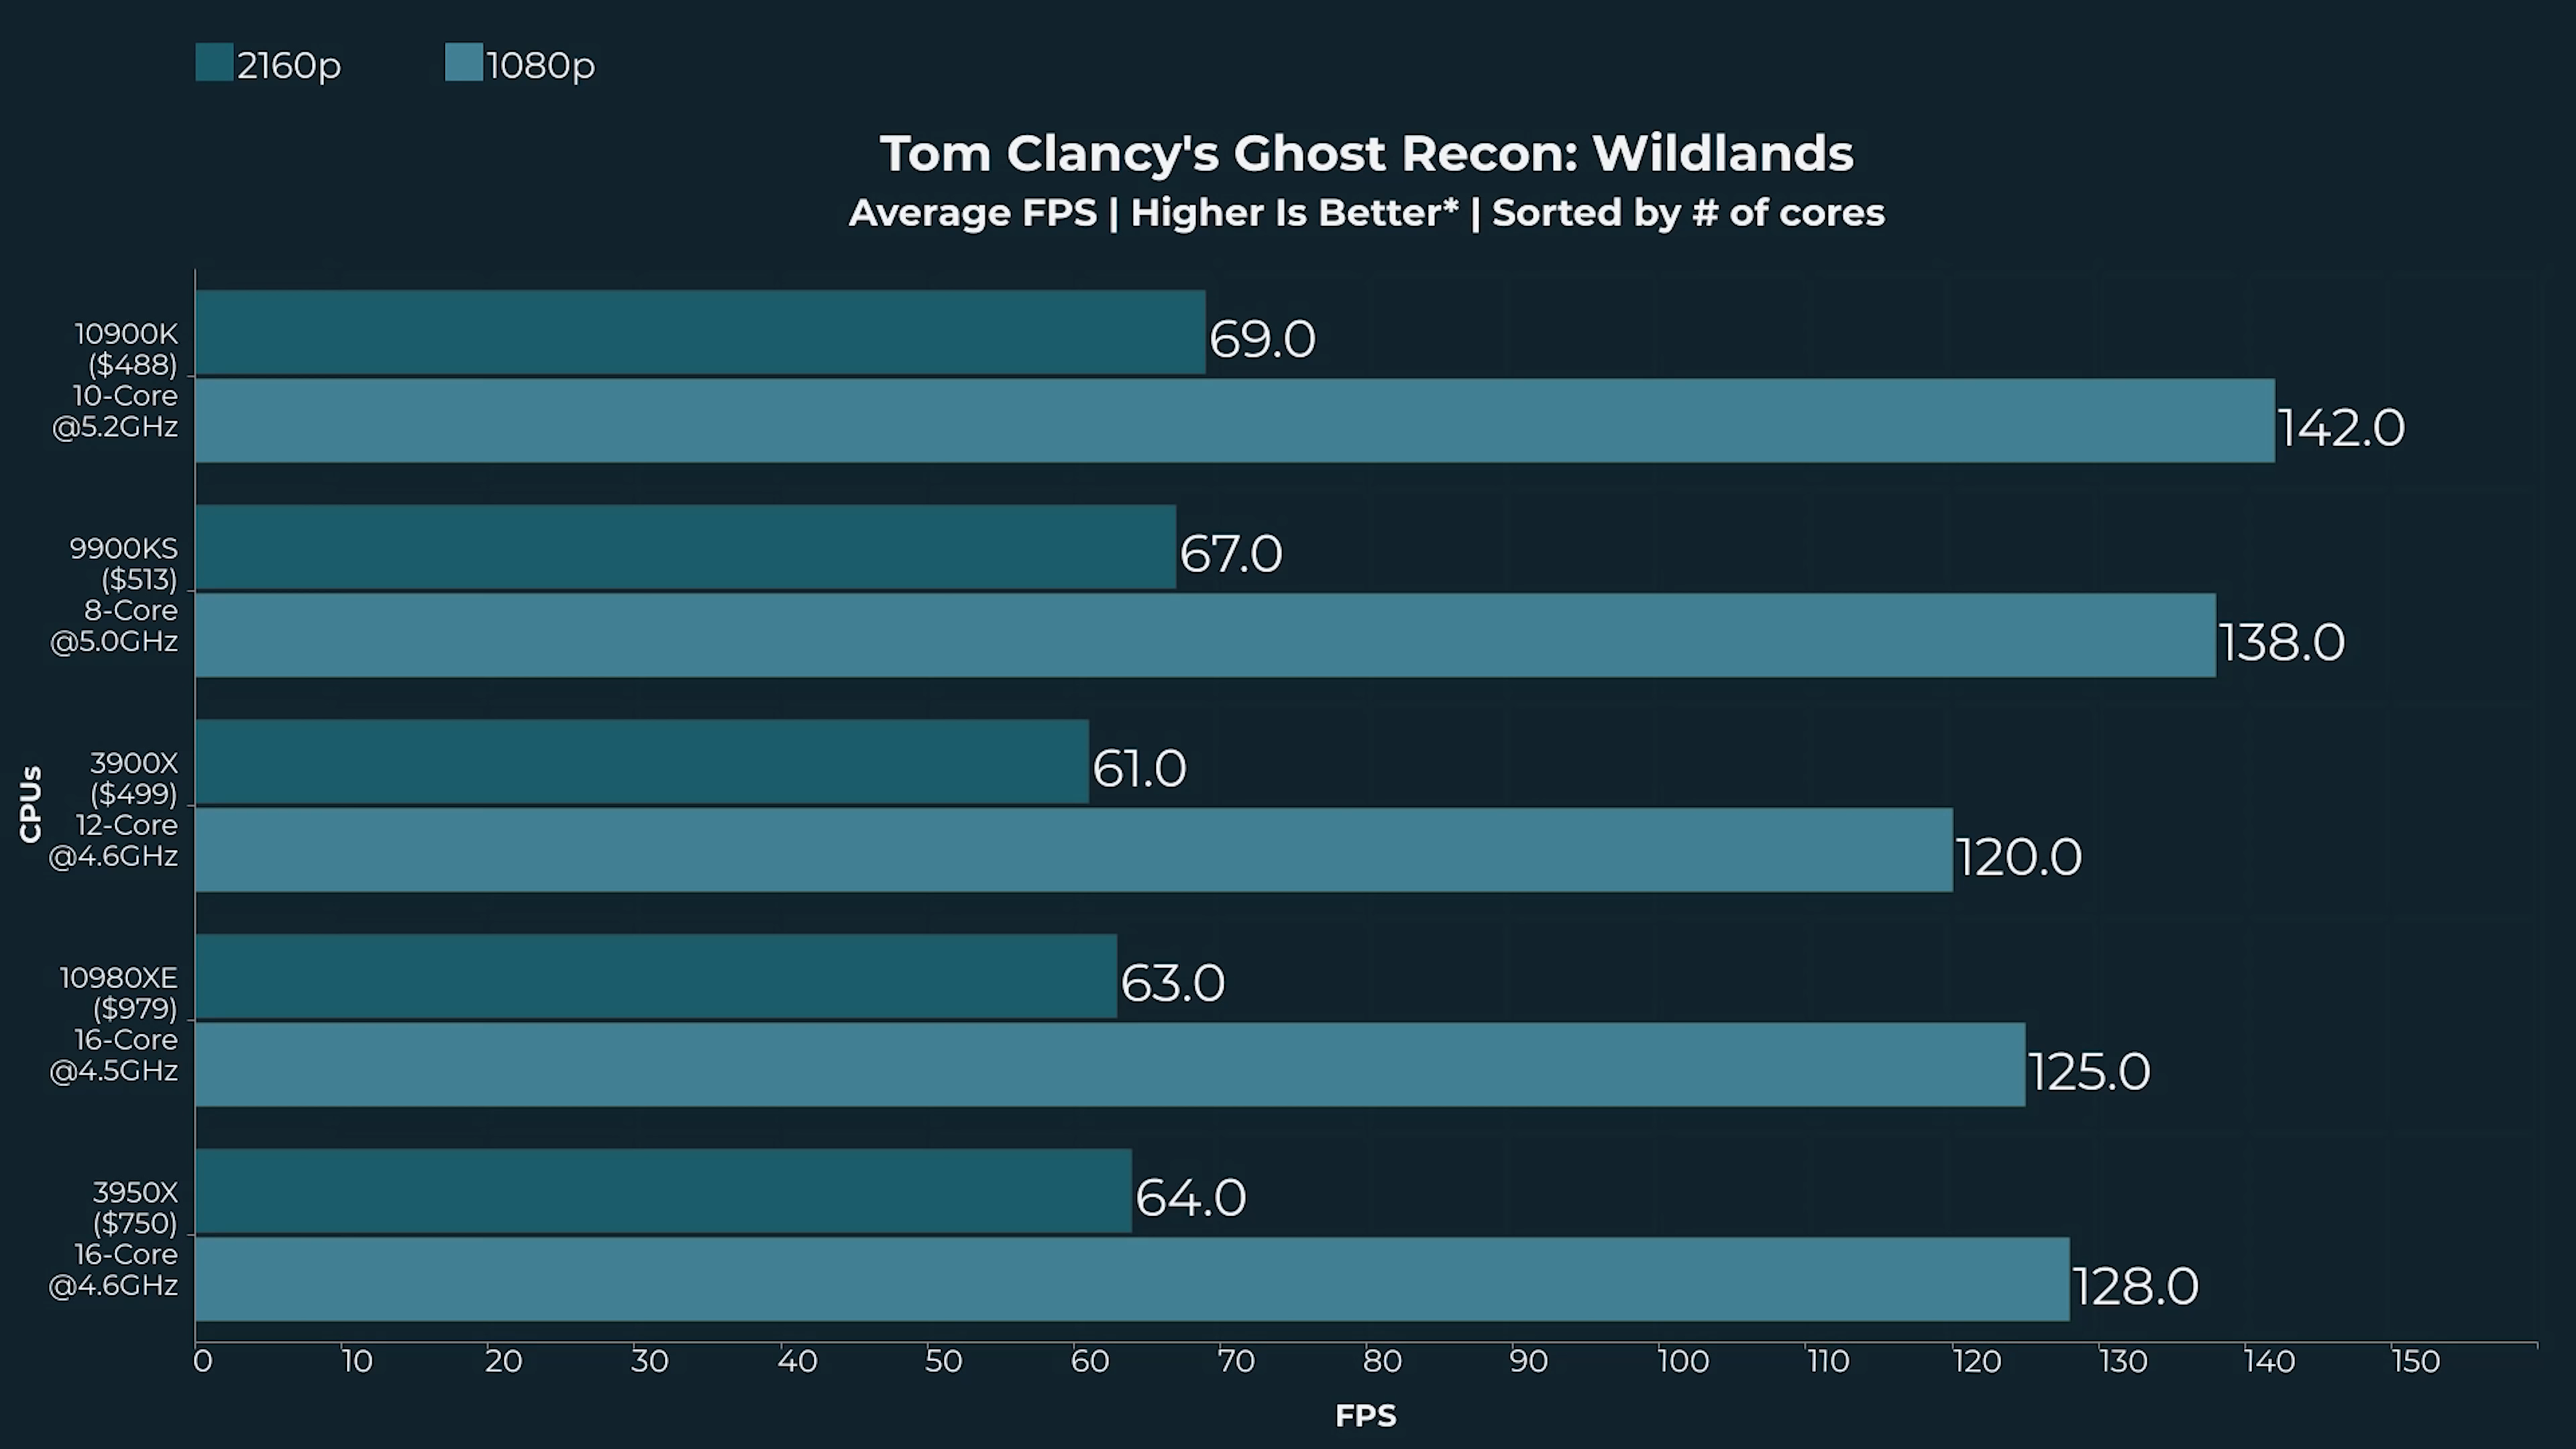 2160p
1080p
Tom Clancy's Ghost Recon: Wildlands
Average FPS | Higher Is Better* | Sorted by # of cores
10900K
($488)
10-Core
@5.2GHz
69.0
142.0
9900KS
($513)
8-Core
@5.0GHz
67.0
138.0
CPUs
3900X
($499)
12-Core
@4.6GHz
61.0
120.0
10980XE
($979)
16-Core
@4.5GHz
63.0
125.0
3950X
($750)
16-Core
@4.6GHz
64.0
128.0
0 10 20 30 40 50 60 70 80 90 100 110 120 130 140 150
FPS